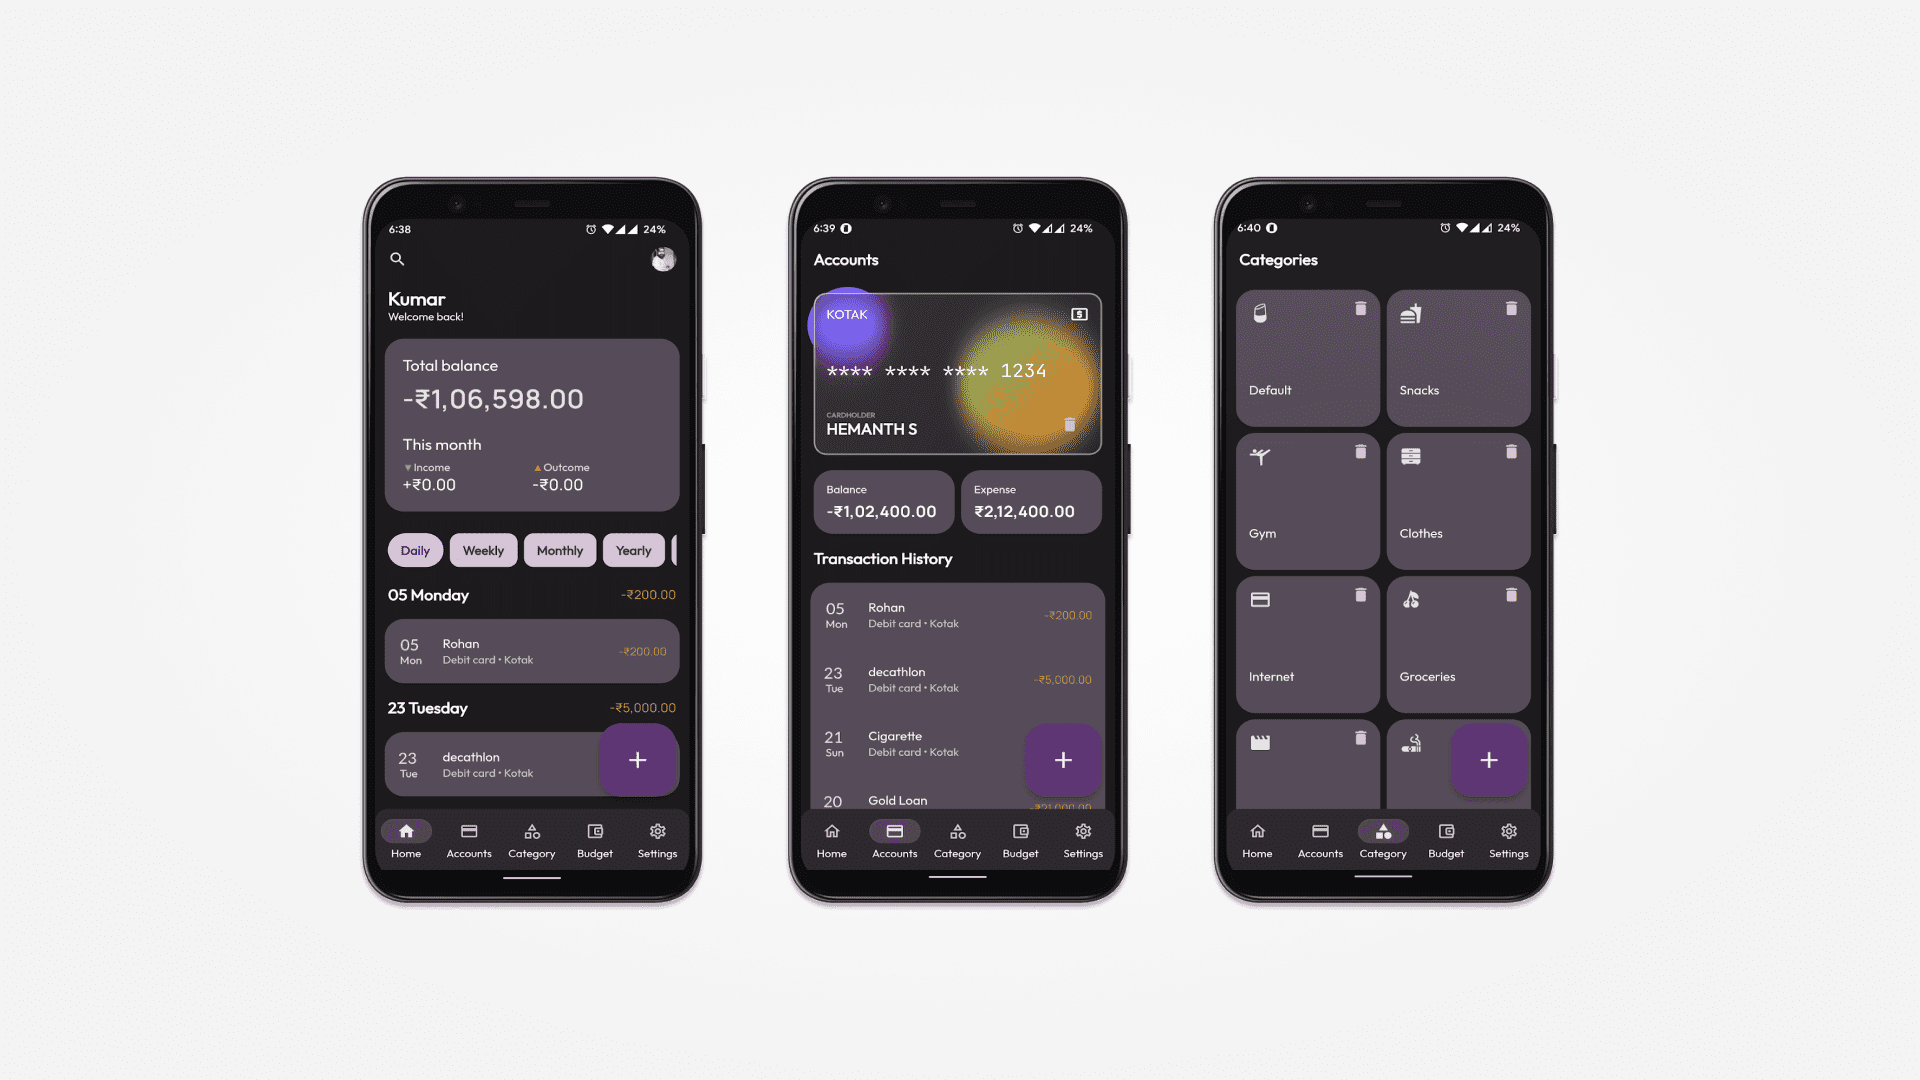 6:38 24%
Kumar
Welcome back!
Total balance
-₹1,06,598.00
This month
Income Outcome
+₹0.00 -₹0.00
Daily Weekly Monthly Yearly
05 Monday -₹200.00
05 Rohan -₹200.00
Mon Debit card • Kotak
23 Tuesday -₹5,000.00
23 decathlon
Tue Debit card • Kotak
+
Home Accounts Category Budget Settings
6:39 24%
Accounts
KOTAK
**** **** **** 1234
CARDHOLDER
HEMANTH S
Balance Expense
-₹1,02,400.00 ₹2,12,400.00
Transaction History
05 Rohan -₹200.00
Mon Debit card • Kotak
23 decathlon -₹5,000.00
Tue Debit card • Kotak
21 Cigarette
Sun Debit card • Kotak
+
20 Gold Loan -₹21,000.00
Home Accounts Category Budget Settings
6:40 24%
Categories
Default Snacks
Gym Clothes
Internet Groceries
+
Home Accounts Category Budget Settings